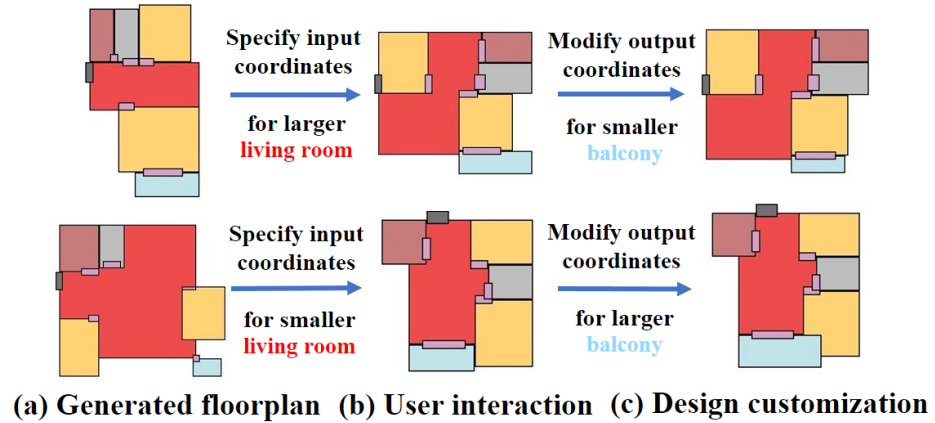 Specify input
coordinates
for larger
living room
Modify output
coordinates
for smaller
balcony
Specify input
coordinates
for smaller
living room
Modify output
coordinates
for larger
balcony
(a) Generated floorplan (b) User interaction (c) Design customization